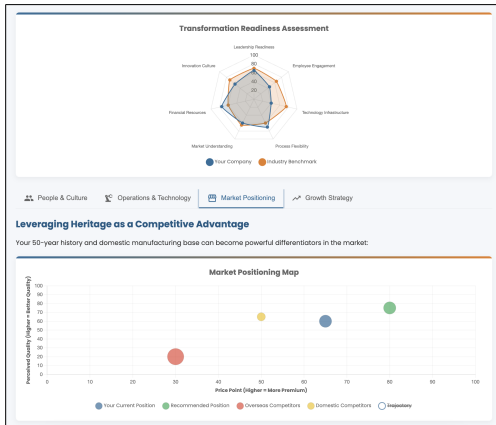 Transformation Readiness Assessment
Leadership Readiness
100
80
60
40
20
Innovation Culture
Employee Engagement
Financial Resources
Technology Infrastructure
Market Understanding
Process Flexibility
Your Company Industry Benchmark
People & Culture Operations & Technology Market Positioning Growth Strategy
Leveraging Heritage as a Competitive Advantage
Your 50-year history and domestic manufacturing base can become powerful differentiators in the market:
Market Positioning Map
Perceived Quality (Higher = Better Quality)
100
90
80
70
60
50
40
30
20
10
0
0 10 20 30 40 50 60 70 80 90 100
Price Point (Higher = More Premium)
Your Current Position Recommended Position Overseas Competitors Domestic Competitors Trajectory